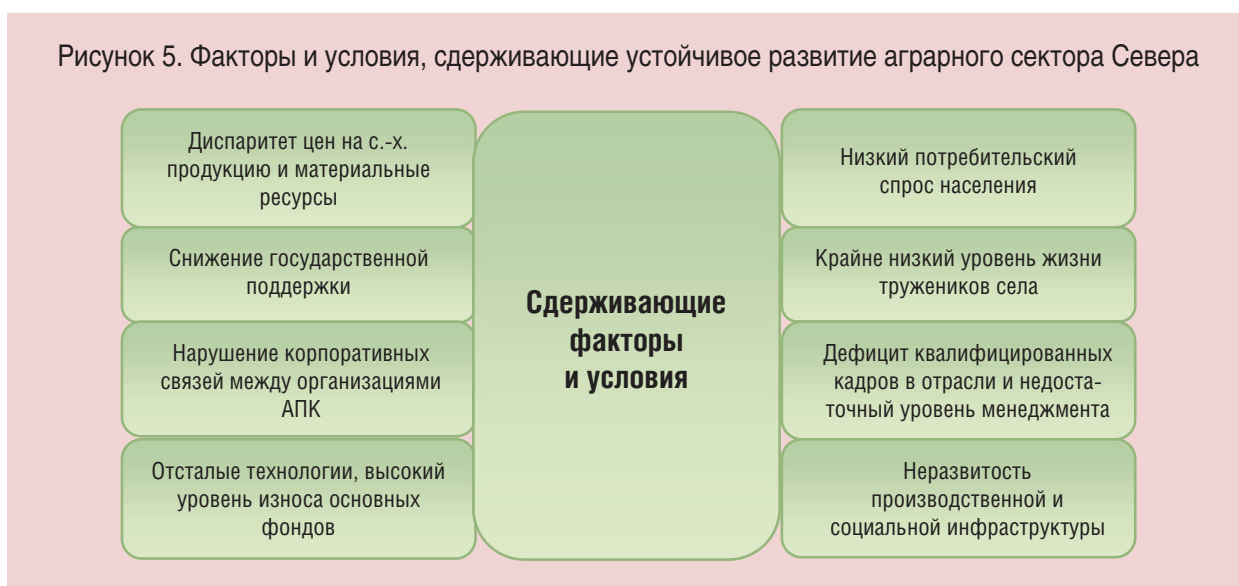 Рисунок 5. Факторы и условия, сдерживающие устойчивое развитие аграрного сектора Севера
Диспаритет цен на с.-х.
продукцию и материальные
ресурсы
Снижение государственной
поддержки
Нарушение корпоративных
связей между организациями
АПК
Отсталые технологии, высокий
уровень износа основных
фондов
Сдерживающие
факторы
и условия
Низкий потребительский
спрос населения
Крайне низкий уровень жизни
тружеников села
Дефицит квалифицированных
кадров в отрасли и недоста-
точный уровень менеджмента
Неразвитость
производственной и
социальной инфраструктуры